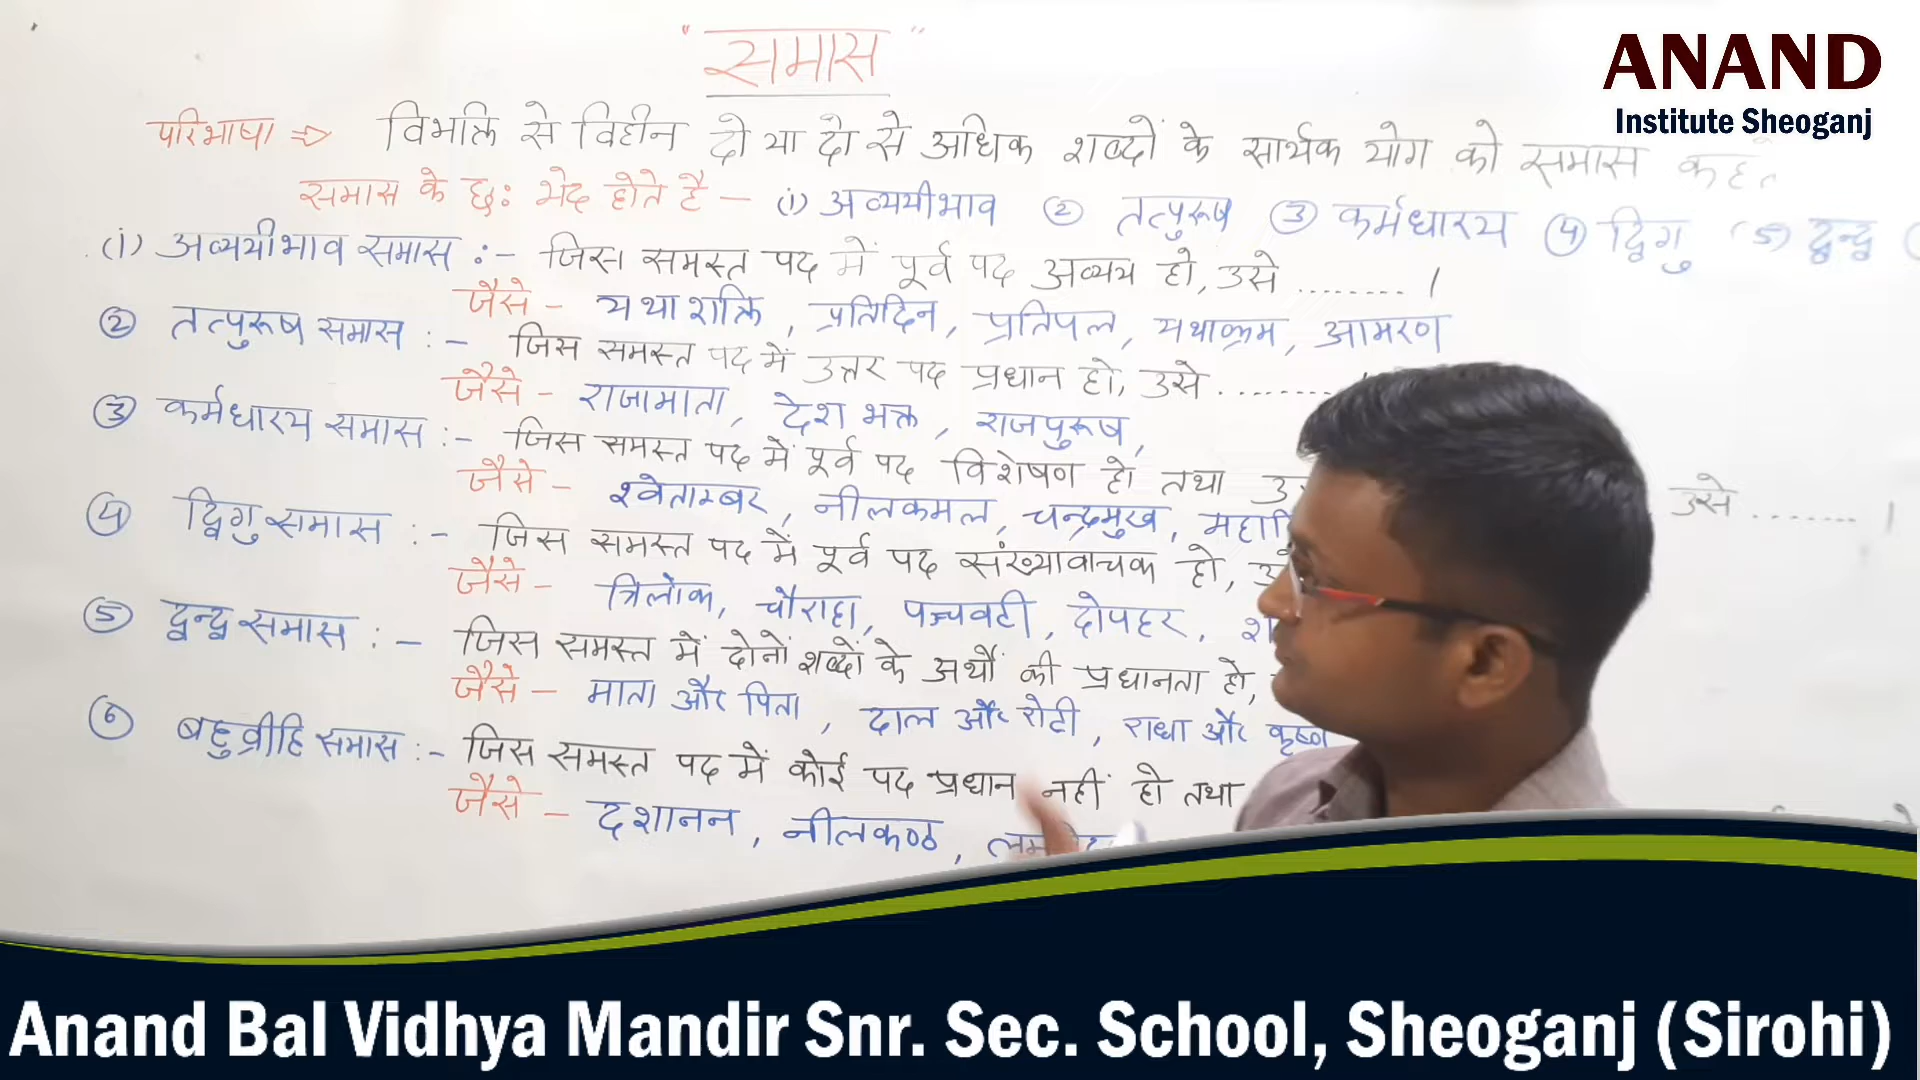 " समास "
ANAND
Institute Sheoganj
परिभाषा ⇒ विभक्ति से विहीन दो या दो से अधिक शब्दों के सार्थक योग को समास कहते
समास के छः भेद होते है – (i) अव्ययीभाव ② तत्पुरूष ③ कर्मधारय ④ द्विगु (5) द्वन्द्व
(i) अव्ययीभाव समास :- जिस समस्त पद में पूर्व पद अव्यय हो, उसे ........ ।
जैसे – यथाशक्ति, प्रतिदिन, प्रतिपल, यथाक्रम, आमरण
② तत्पुरूष समास :- जिस समस्त पद में उत्तर पद प्रधान हो, उसे ........
जैसे – राजामाता, देश भक्त, राजपुरूष,
③ कर्मधारय समास :- जिस समस्त पद में पूर्व पद विशेषण हो तथा उसे ........ ।
जैसे – श्वेताम्बर, नीलकमल, चन्द्रमुख,
④ द्विगु समास :- जिस समस्त पद में पूर्व पद संख्यावाचक हो,
जैसे – त्रिलोक, चौराहा, पञ्चवटी, दोपहर,
⑤ द्वन्द्व समास :- जिस समस्त में दोनों शब्दों के अर्थों की प्रधानता हो,
जैसे – माता और पिता, दाल और रोटी, राधा और कृष्ण
⑥ बहुव्रीहि समास :- जिस समस्त पद में कोई पद प्रधान नहीं हो तथा
जैसे – दशानन, नीलकण्ठ,
Anand Bal Vidhya Mandir Snr. Sec. School, Sheoganj (Sirohi)